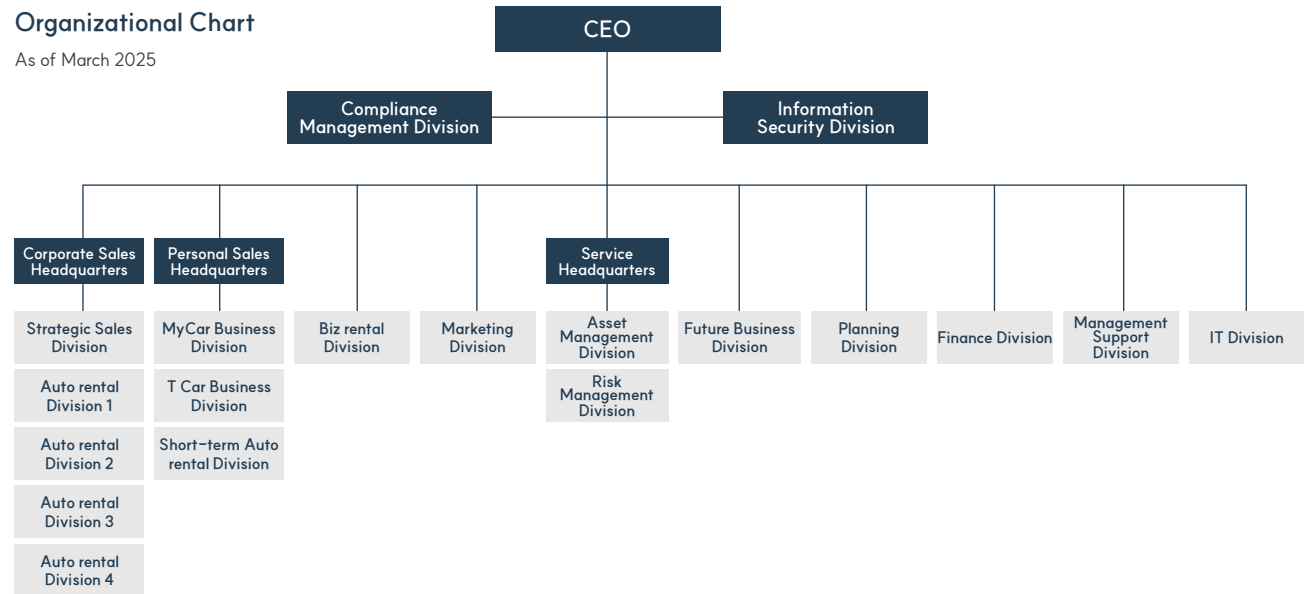 Organizational Chart
As of March 2025
CEO
Compliance
Management Division
Information
Security Division
Corporate Sales
Headquarters
Personal Sales
Headquarters
Service
Headquarters
Strategic Sales
Division
Auto rental
Division 1
Auto rental
Division 2
Auto rental
Division 3
Auto rental
Division 4
MyCar Business
Division
T Car Business
Division
Short-term Auto
rental Division
Biz rental
Division
Marketing
Division
Asset
Management
Division
Risk
Management
Division
Future Business
Division
Planning
Division
Finance Division
Management
Support
Division
IT Division